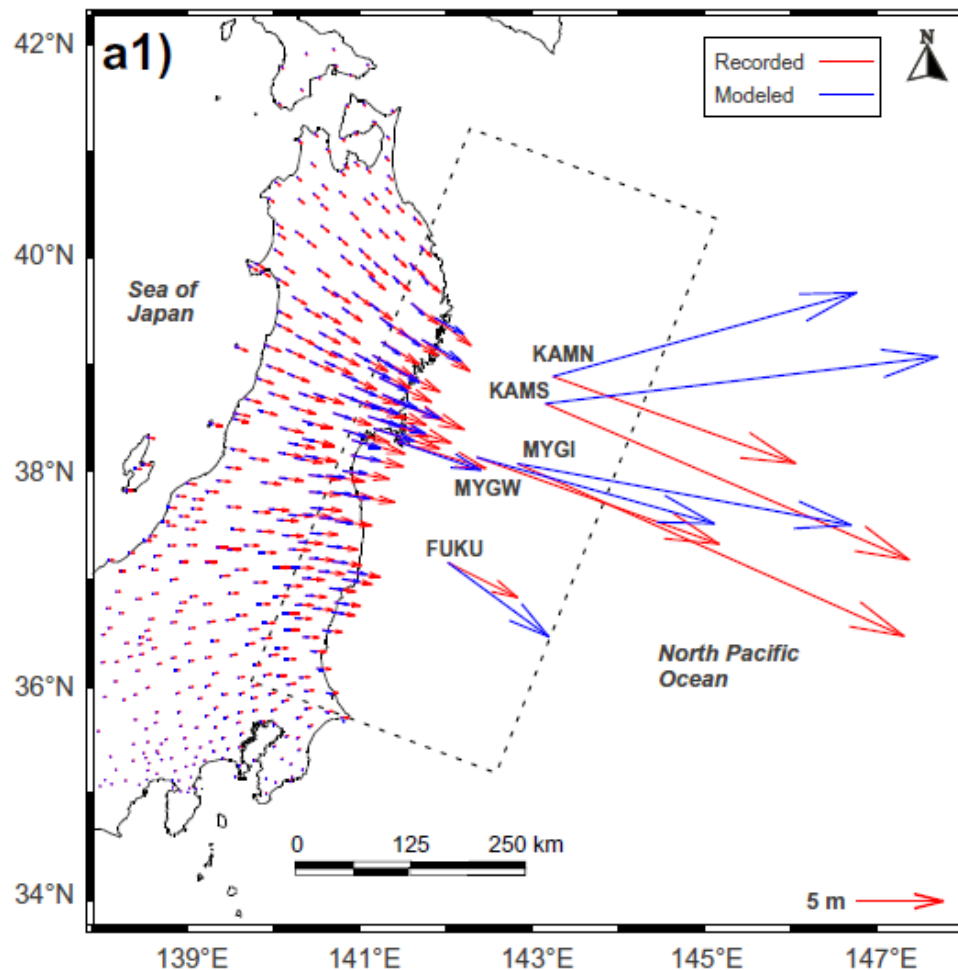 a1)
42°N
Recorded
Modeled
N
40°N
Sea of
Japan
KAMN
KAMS
38°N
MYGI
MYGW
FUKU
North Pacific
Ocean
36°N
0 125 250 km
34°N
5 m
139°E 141°E 143°E 145°E 147°E